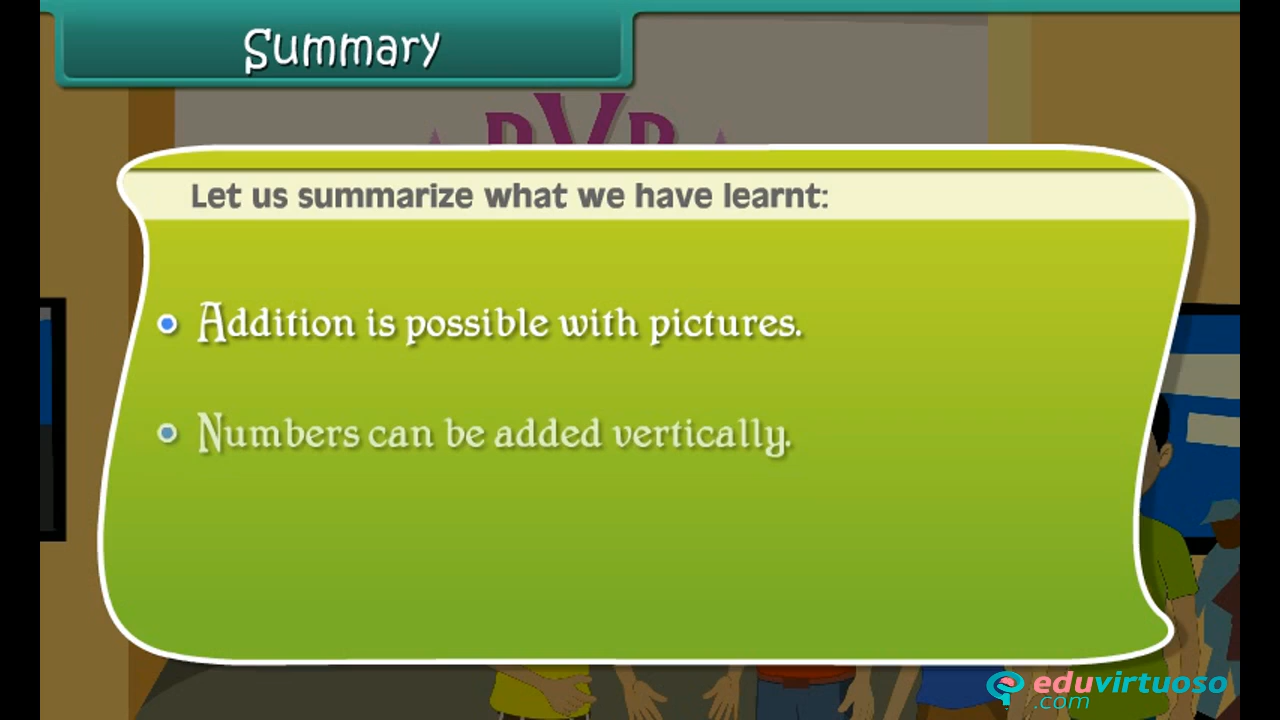 Summary
Let us summarize what we have learnt:
Addition is possible with pictures.
Numbers can be added vertically.
eduvirtuoso
.com